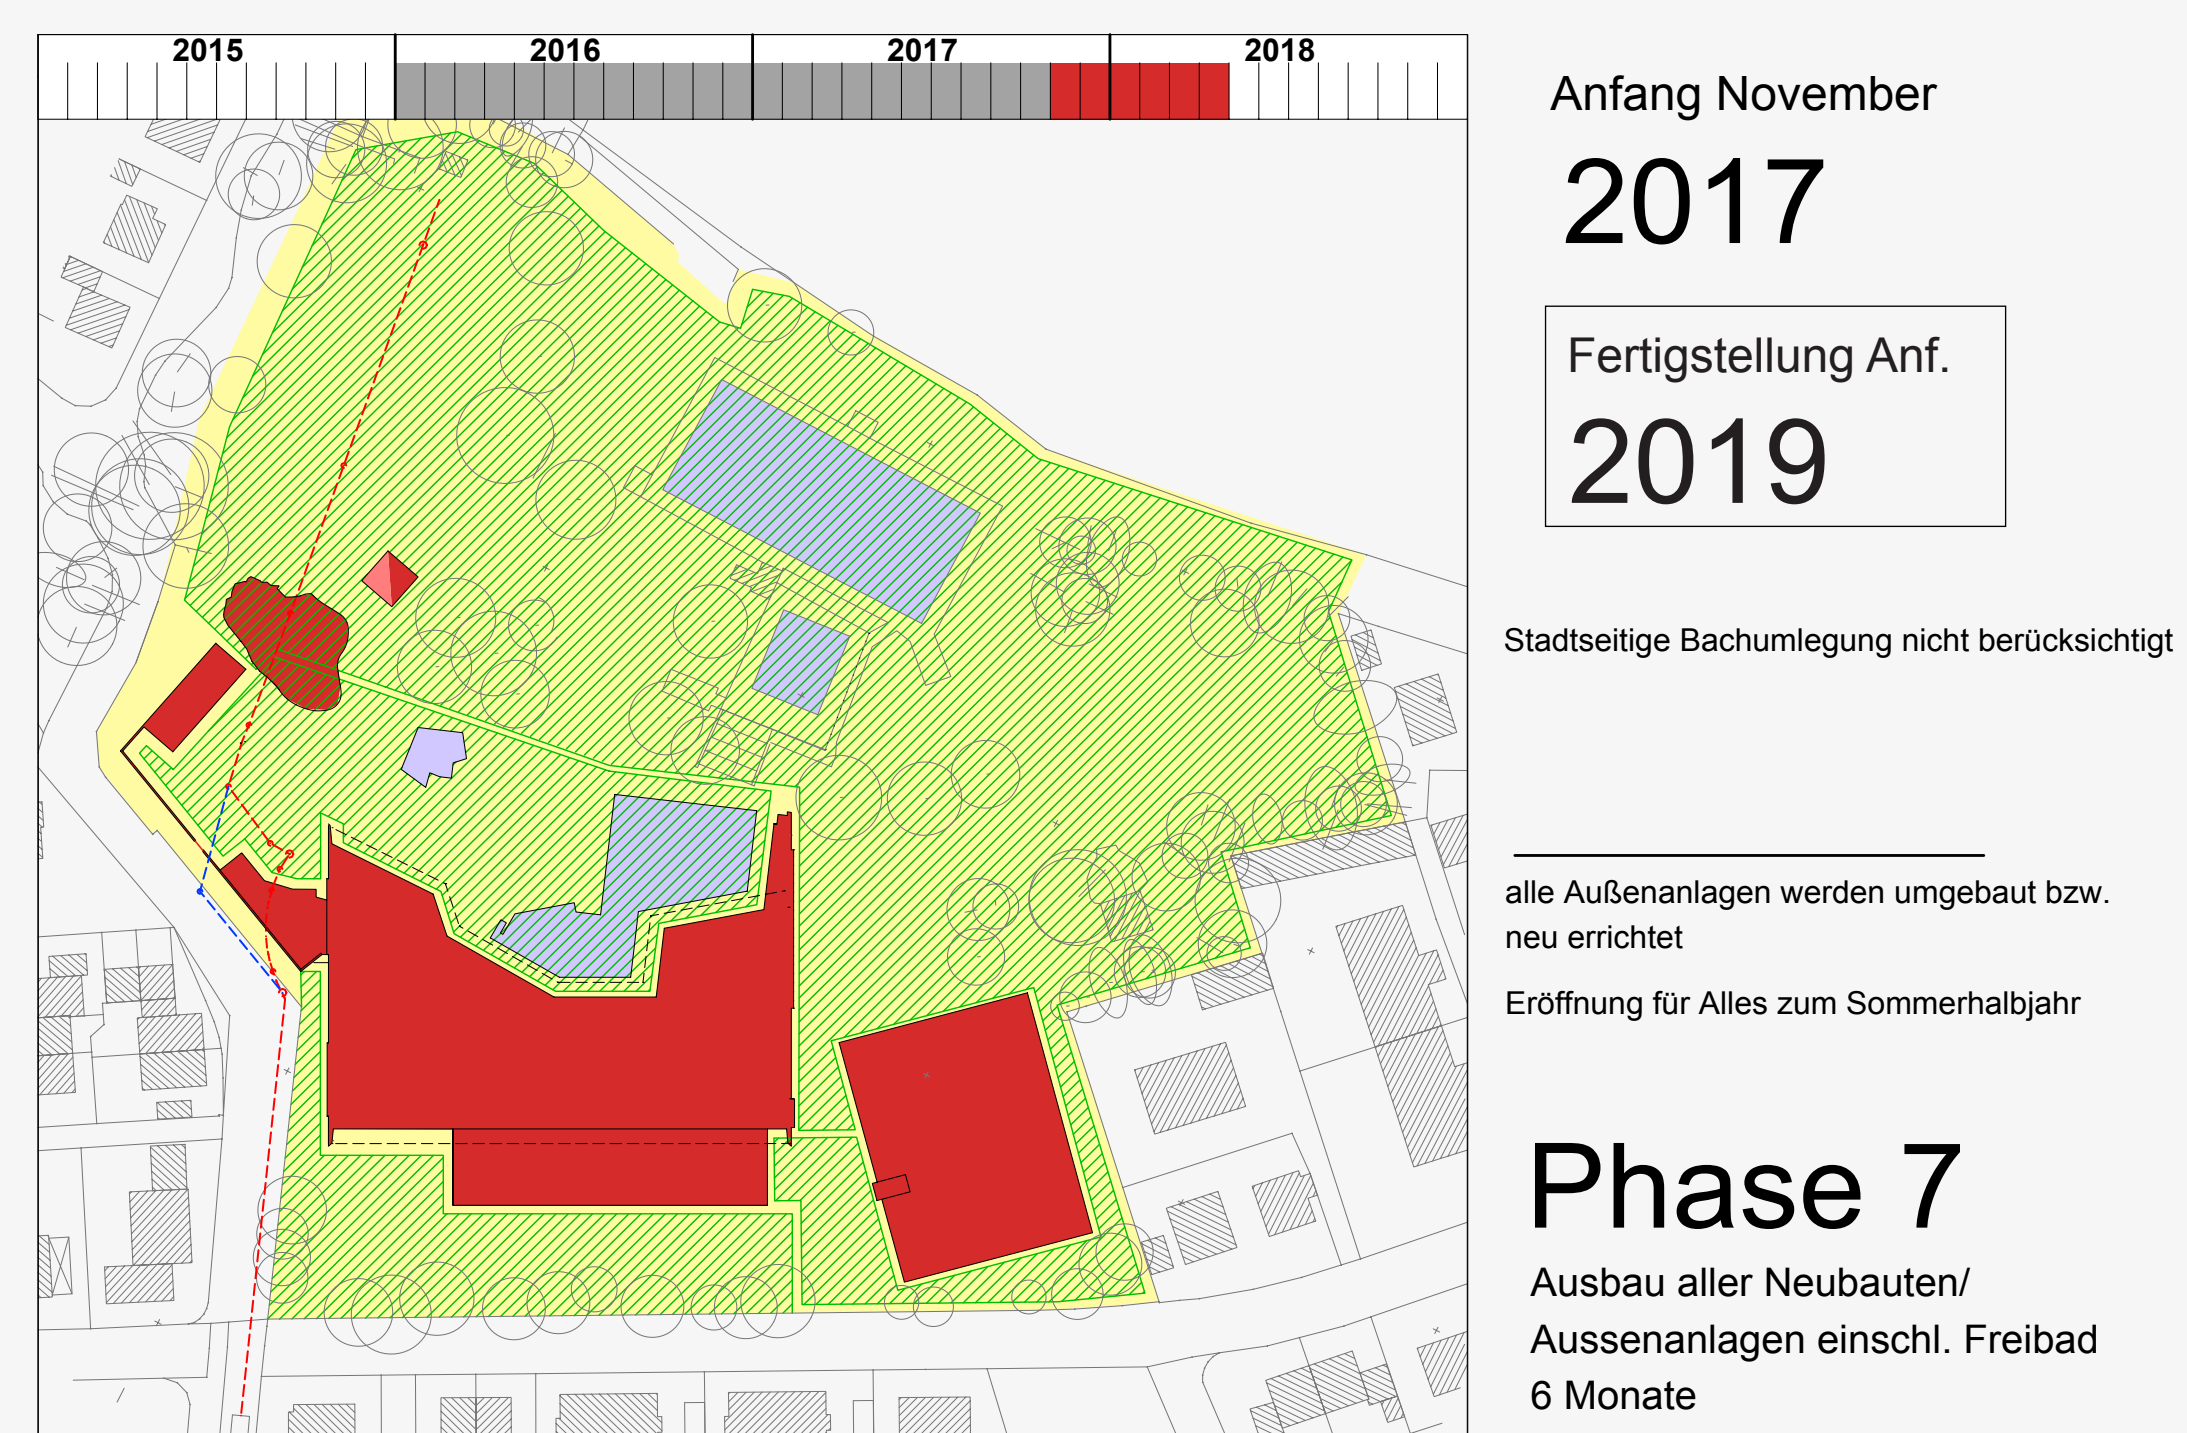 2015 2016 2017 2018
Anfang November
2017
Fertigstellung Anf.
2019
Stadtseitige Bachumlegung nicht berücksichtigt
alle Außenanlagen werden umgebaut bzw.
neu errichtet
Eröffnung für Alles zum Sommerhalbjahr
Phase 7
Ausbau aller Neubauten/
Aussenanlagen einschl. Freibad
6 Monate